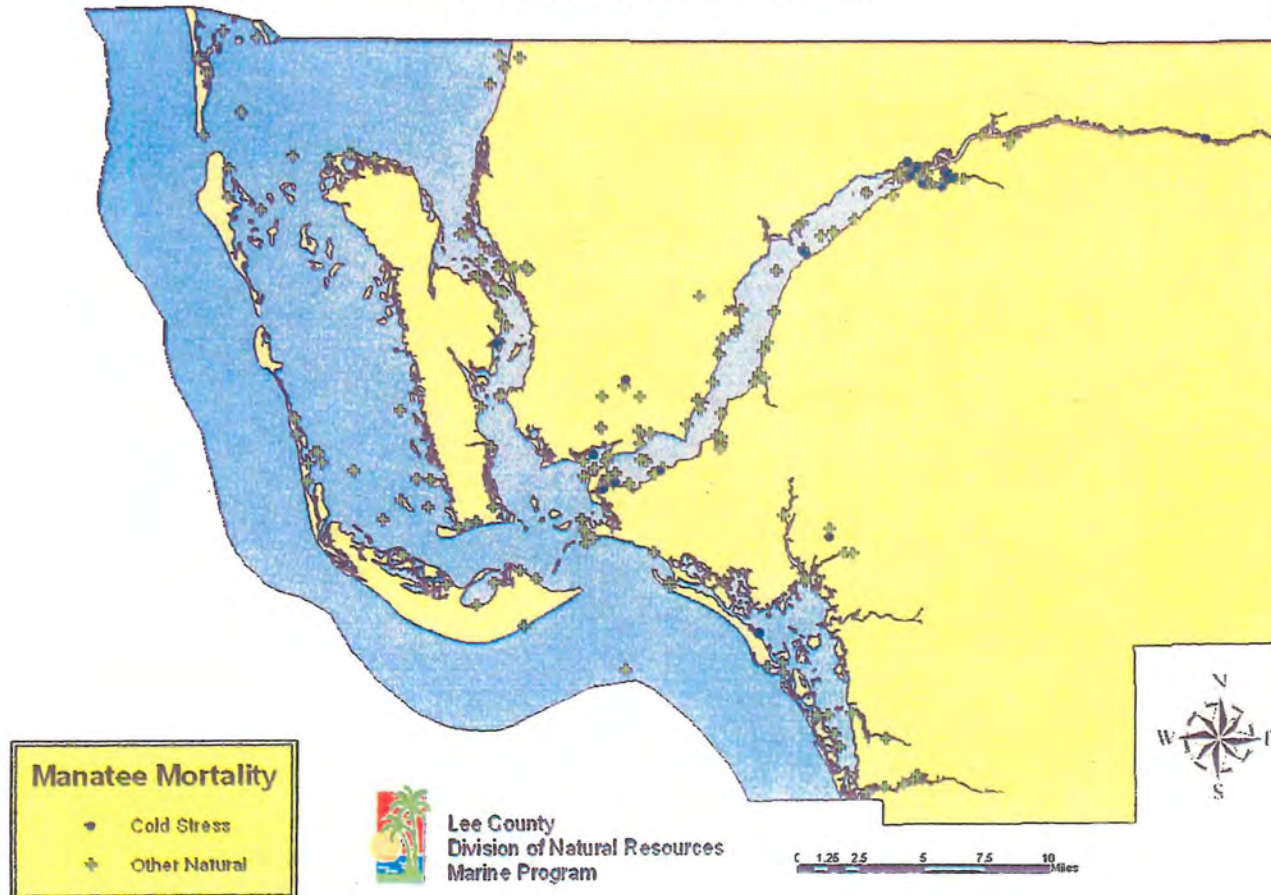 N
W
S
Manatee Mortality
Cold Stress
Other Natural
Lee County
Division of Natural Resources
Marine Program
0 1.25 2.5 5 7.5 10
Miles